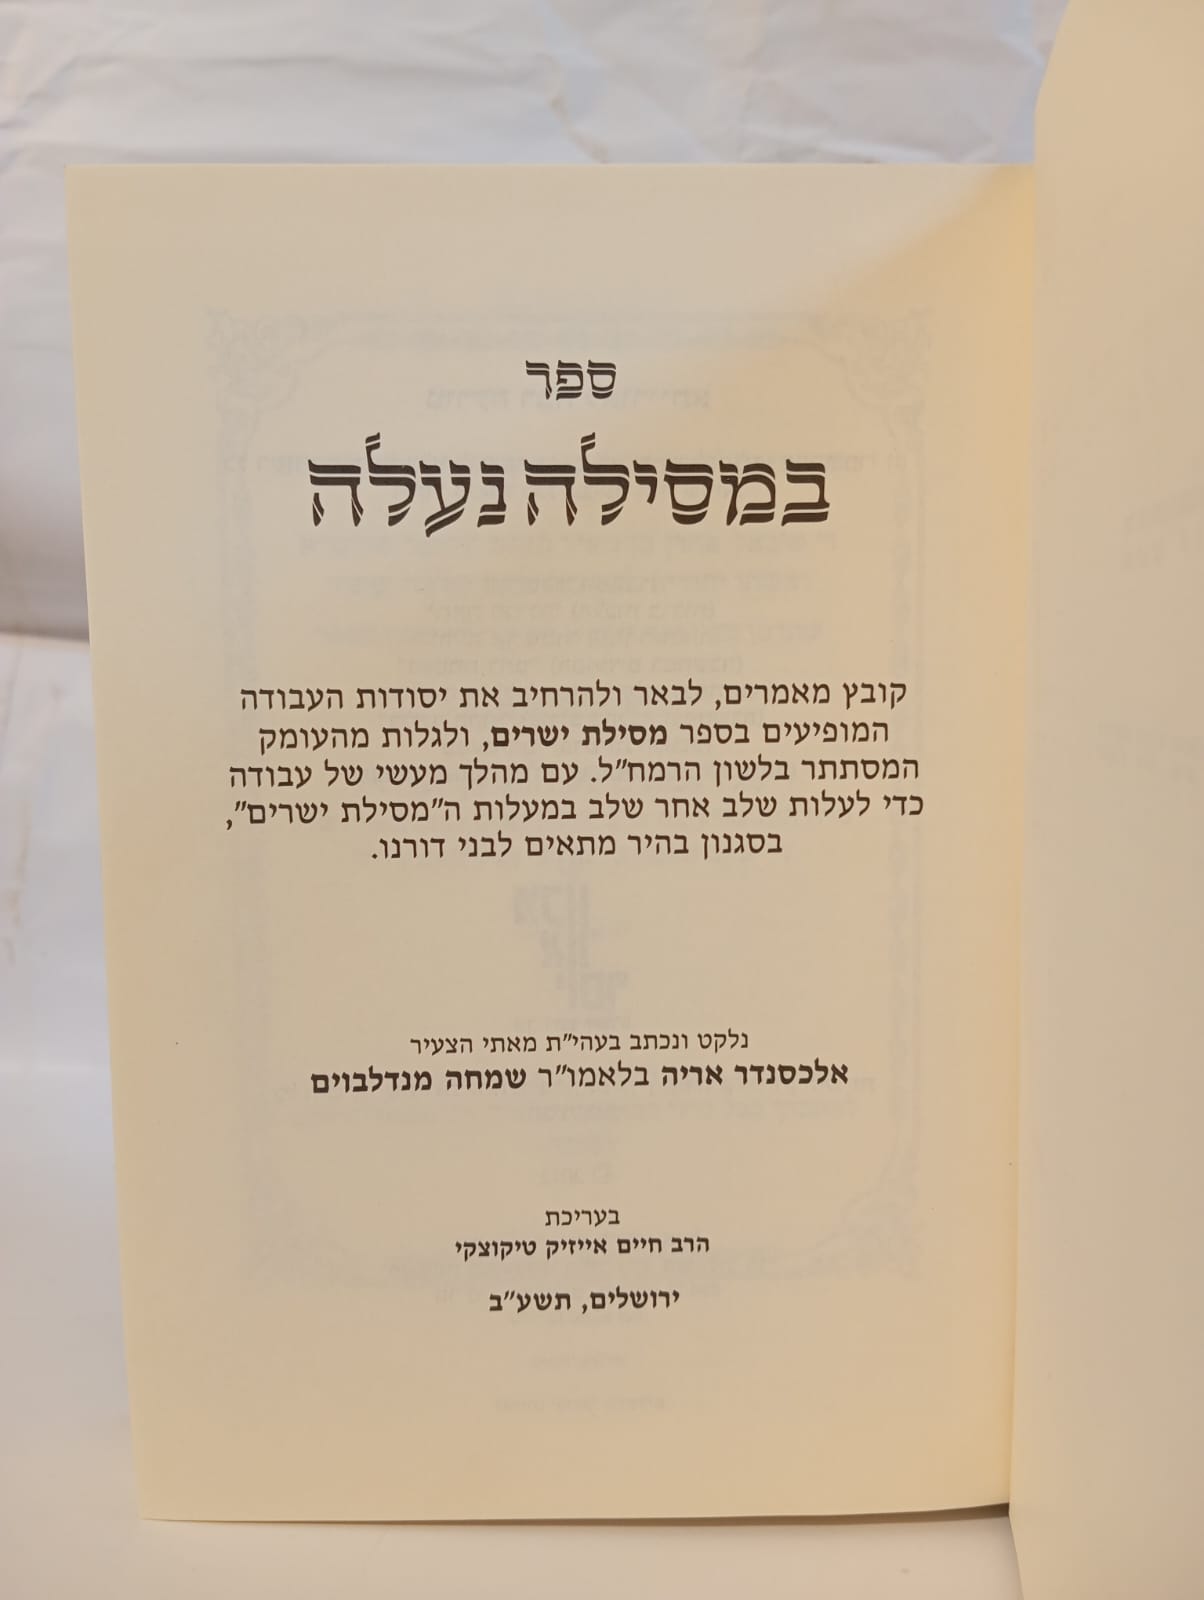 ספר
במסילה נעלה
קובץ מאמרים, לבאר ולהרחיב את יסודות העבודה
המופיעים בספר מסילת ישרים, ולגלות מהעומק
המסתתר בלשון הרמח"ל. עם מהלך מעשי של עבודה
כדי לעלות שלב אחר שלב במעלות ה"מסילת ישרים",
בסגנון בהיר מתאים לבני דורנו.
נלקט ונכתב בעהי"ת מאתי הצעיר
אלכסנדר אריה בלאמו"ר שמחה מנדלבוים
בעריכת
הרב חיים אייזיק טיקוצקי
ירושלים, תשע"ב